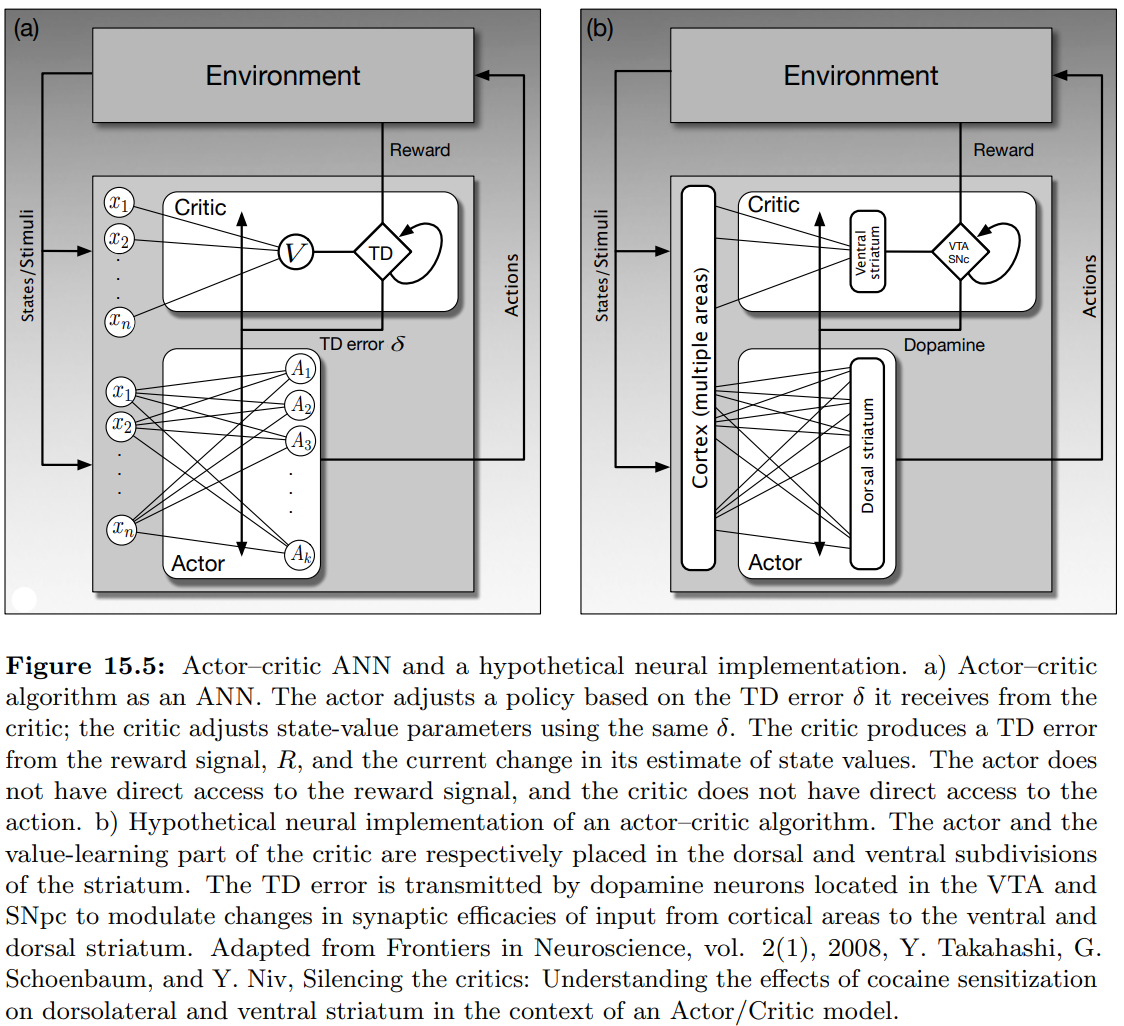 (a)
Environment
Reward
States/Stimuli
x1
x2
xn
Critic
V
TD
Actions
TD error δ
x1
x2
xn
A1
A2
A3
Ak
Actor
(b)
Environment
Reward
States/Stimuli
Cortex (multiple areas)
Critic
Ventral
striatum
VTA
SNc
Actions
Dopamine
Dorsal striatum
Actor
Figure 15.5: Actor–critic ANN and a hypothetical neural implementation. a) Actor–critic
algorithm as an ANN. The actor adjusts a policy based on the TD error δ it receives from the
critic; the critic adjusts state-value parameters using the same δ. The critic produces a TD error
from the reward signal, R, and the current change in its estimate of state values. The actor does
not have direct access to the reward signal, and the critic does not have direct access to the
action. b) Hypothetical neural implementation of an actor–critic algorithm. The actor and the
value-learning part of the critic are respectively placed in the dorsal and ventral subdivisions
of the striatum. The TD error is transmitted by dopamine neurons located in the VTA and
SNpc to modulate changes in synaptic efficacies of input from cortical areas to the ventral and
dorsal striatum. Adapted from Frontiers in Neuroscience, vol. 2(1), 2008, Y. Takahashi, G.
Schoenbaum, and Y. Niv, Silencing the critics: Understanding the effects of cocaine sensitization
on dorsolateral and ventral striatum in the context of an Actor/Critic model.